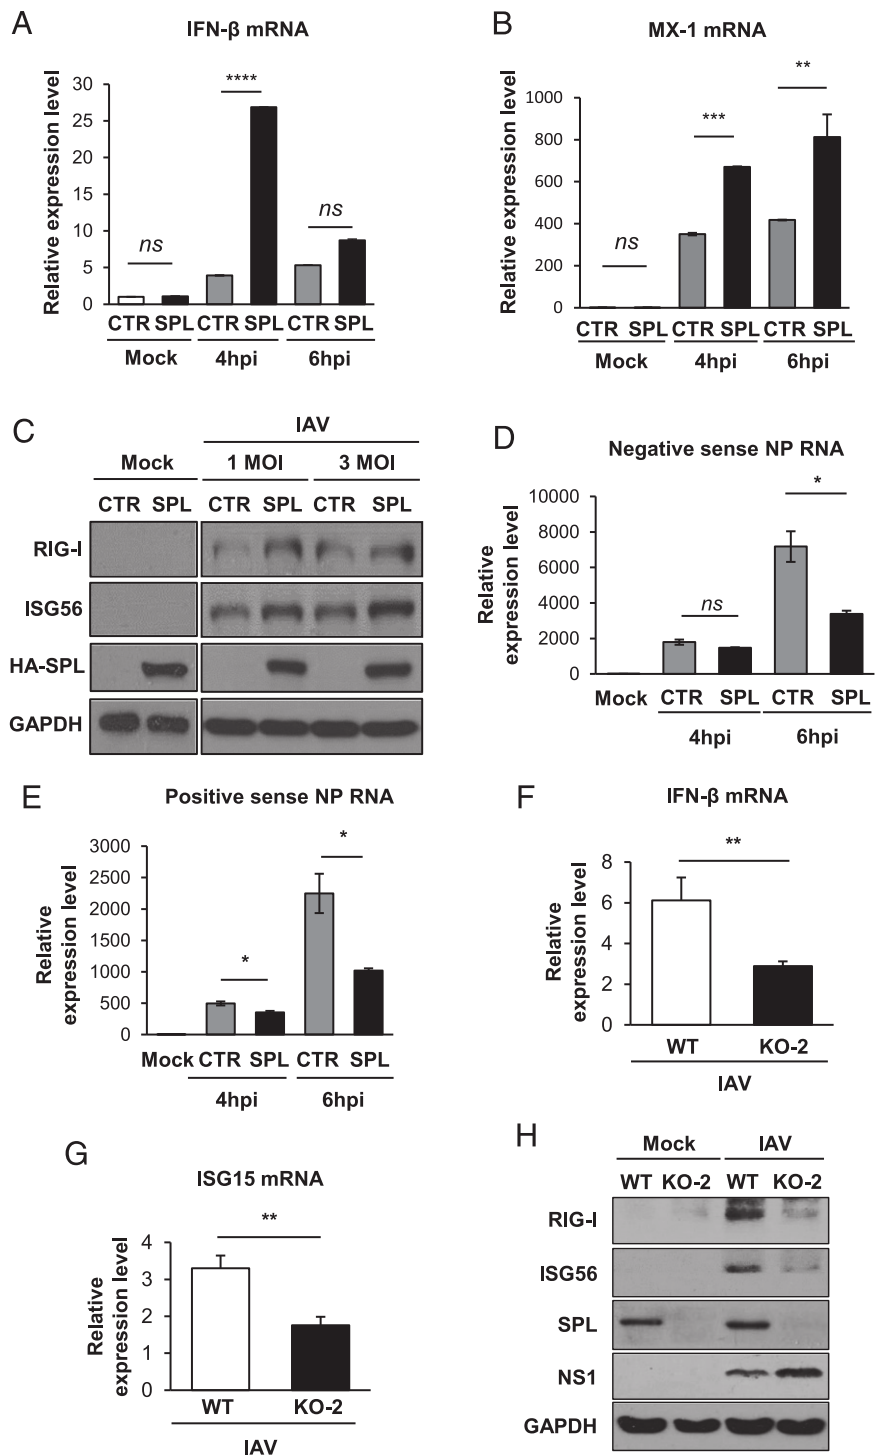 A
IFN-β mRNA
Relative expression level
30
25
20
15
10
5
0
ns
****
ns
CTR SPL CTR SPL CTR SPL
Mock 4hpi 6hpi
B
MX-1 mRNA
Relative expression level
1000
800
600
400
200
0
ns
***
**
CTR SPL CTR SPL CTR SPL
Mock 4hpi 6hpi
C
IAV
Mock 1 MOI 3 MOI
CTR SPL CTR SPL CTR SPL
RIG-I
ISG56
HA-SPL
GAPDH
D
Negative sense NP RNA
Relative
expression level
10000
8000
6000
4000
2000
0
ns
*
Mock CTR SPL CTR SPL
4hpi 6hpi
E
Positive sense NP RNA
Relative
expression level
3000
2500
2000
1500
1000
500
0
*
*
Mock CTR SPL CTR SPL
4hpi 6hpi
F
IFN-β mRNA
Relative
expression level
8
6
4
2
0
**
WT KO-2
IAV
G
ISG15 mRNA
Relative
expression level
4
3
2
1
0
**
WT KO-2
IAV
H
Mock IAV
WT KO-2 WT KO-2
RIG-I
ISG56
SPL
NS1
GAPDH